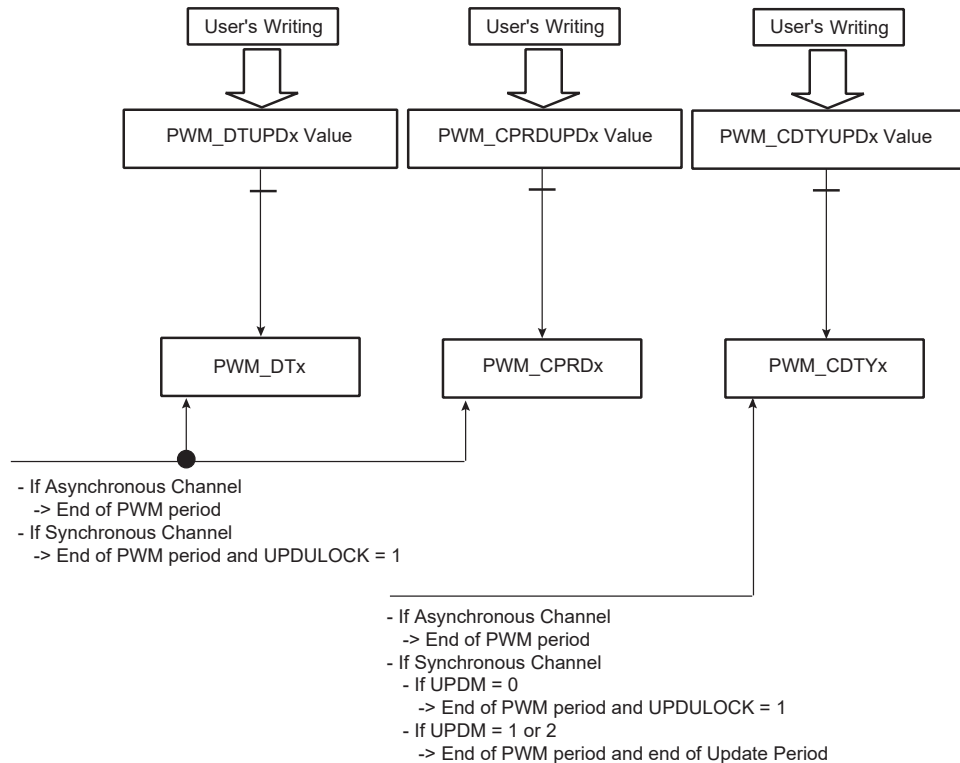 User's Writing
User's Writing
User's Writing
PWM_DTUPDx Value
PWM_CPRDUPDx Value
PWM_CDTYUPDx Value
PWM_DTx
PWM_CPRDx
PWM_CDTYx
- If Asynchronous Channel
-> End of PWM period
- If Synchronous Channel
-> End of PWM period and UPDULOCK = 1
- If Asynchronous Channel
-> End of PWM period
- If Synchronous Channel
- If UPDM = 0
-> End of PWM period and UPDULOCK = 1
- If UPDM = 1 or 2
-> End of PWM period and end of Update Period